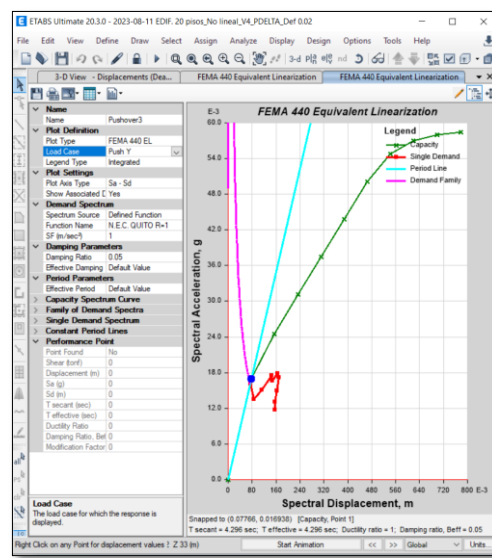 ETABS Ultimate 20.3.0 - 2023-08-11 EDIF. 20 pisos_No lineal_V4_PDELTA_Def 0.02
File Edit View Define Draw Select Assign Analyze Display Design Options Tools Help
3-d
nd
3-D View - Displacements (Dea...
FEMA 440 Equivalent Linearization
FEMA 440 Equivalent Linearization
Name
Name Pushover3
Plot Definition
Plot Type FEMA 440 EL
Load Case Push Y
Legend Type Integrated
Plot Settings
Plot Axis Type Sa - Sd
Show Associated D Yes
Demand Spectrum
Spectrum Source Defined Function
Function Name N.E.C. QUITO R=1
SF (m/sec²) 1
Damping Parameters
Damping Ratio 0.05
Effective Damping Default Value
Period Parameters
Effective Period Default Value
Capacity Spectrum Curve
Family of Demand Spectra
Single Demand Spectrum
Constant Period Lines
Performance Point
Point Found No
Shear (tonf) 0
Displacement (m) 0
Sa (g) 0
Sd (m) 0
T secant (sec) 0
T effective (sec) 0
Ductility Ratio 0
Damping Ratio, Bef 0
Modification Factor 0
Load Case
The load case for which the response is
displayed.
E-3
FEMA 440 Equivalent Linearization
60.0
54.0
48.0
42.0
36.0
30.0
24.0
18.0
12.0
6.0
0.0
Spectral Acceleration, g
Legend
Capacity
Single Demand
Period Line
Demand Family
0 80 160 240 320 400 480 560 640 720 800 E-3
Spectral Displacement, m
Snapped to (0.07766, 0.016938) [Capacity, Point 1]
T secant = 4.296 sec; T effective = 4.296 sec; Ductility ratio = 1; Damping ratio, Beff = 0.05
Right Click on any Point for displacement values ! Z 33 (m)
Start Animation
<<
>>
Global
Units...